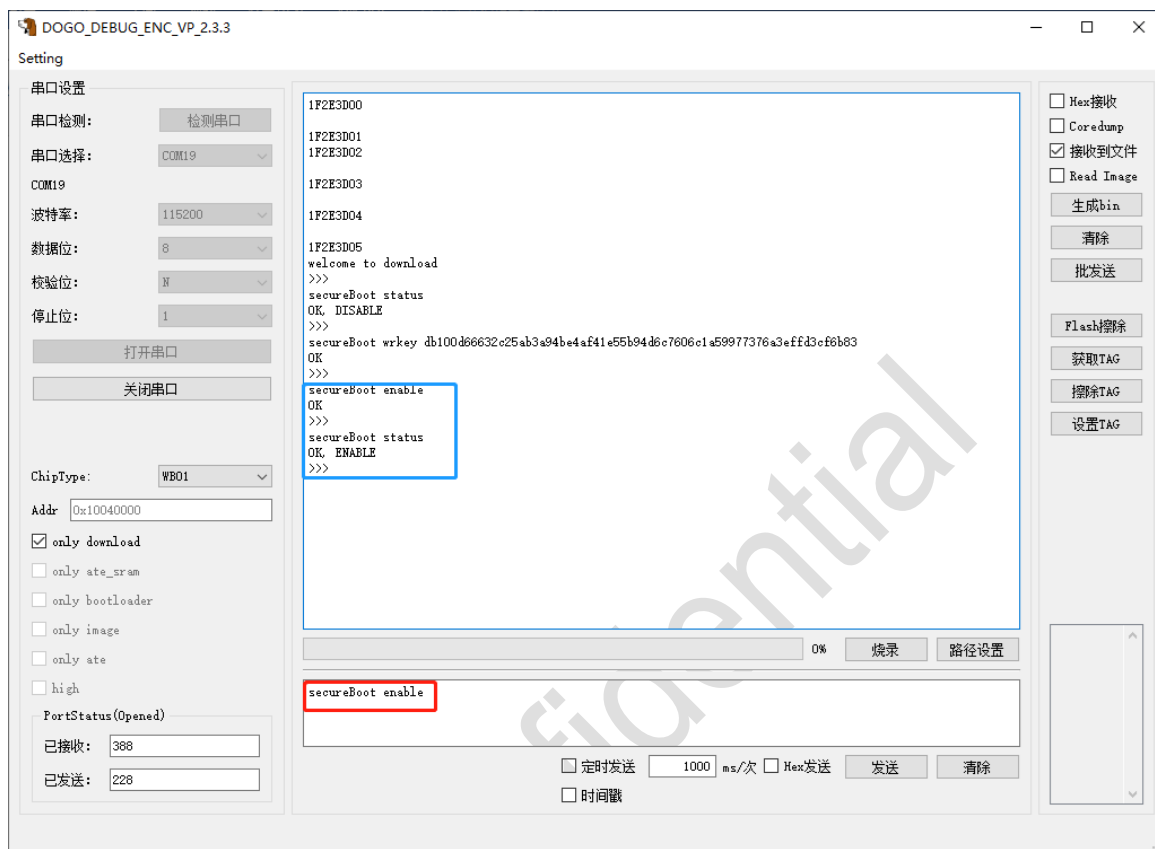 DOGO_DEBUG_ENC_VP_2.3.3
Setting
串口设置
串口检测:
检测串口
串口选择:
COM19
COM19
波特率:
115200
数据位:
8
校验位:
N
停止位:
1
打开串口
关闭串口
ChipType:
WB01
Addr
0x10040000
only download
only ate_sram
only bootloader
only image
only ate
high
PortStatus(Opened)
已接收:
388
已发送:
228
1F2E3D00
1F2E3D01
1F2E3D02
1F2E3D03
1F2E3D04
1F2E3D05
welcome to download
>>>
secureBoot status
OK, DISABLE
>>>
secureBoot wrkey db100d66632c25ab3a94be4af41e55b94d6c7606c1a59977376a3effd3cf6b83
OK
>>>
secureBoot enable
OK
>>>
secureBoot status
OK, ENABLE
>>>
0%
烧录
路径设置
secureBoot enable
定时发送
1000
ms/次
Hex发送
发送
清除
时间戳
Hex接收
Coredump
接收到文件
Read Image
生成bin
清除
批发送
Flash擦除
获取TAG
擦除TAG
设置TAG
fidential